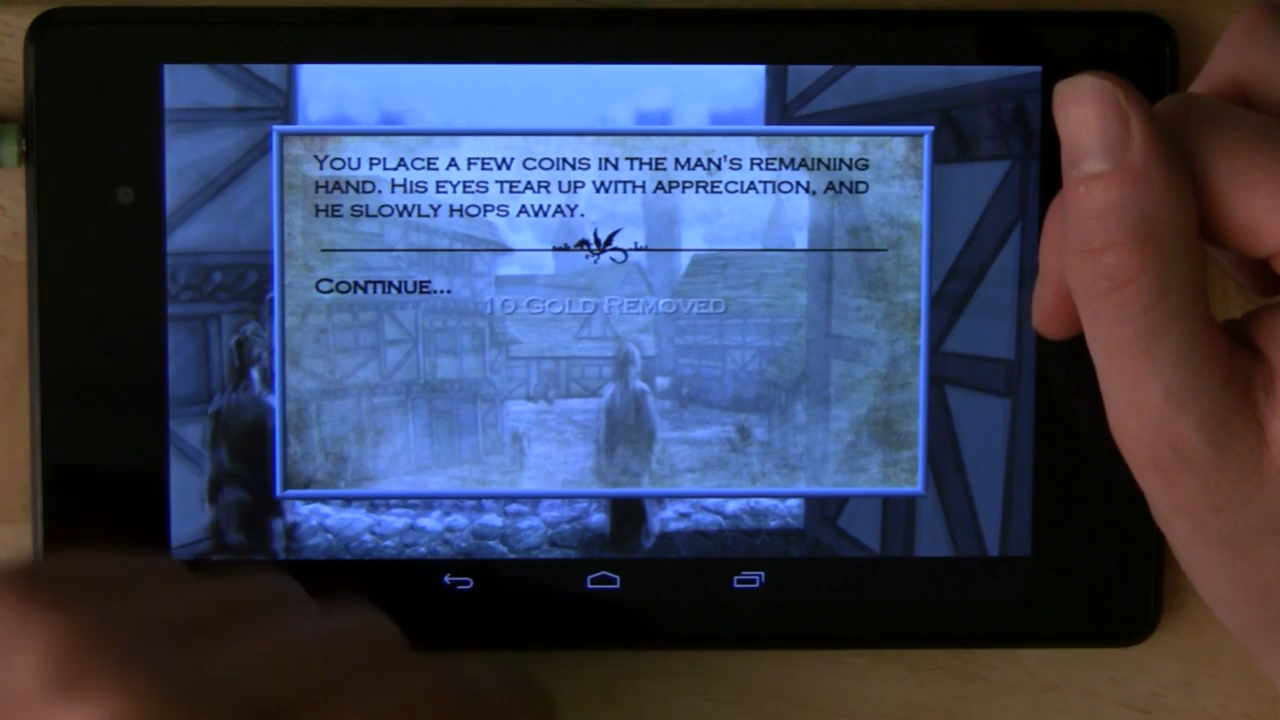 You place a few coins in the man's remaining
hand. His eyes tear up with appreciation, and
he slowly hops away.
Continue...
10 Gold Removed